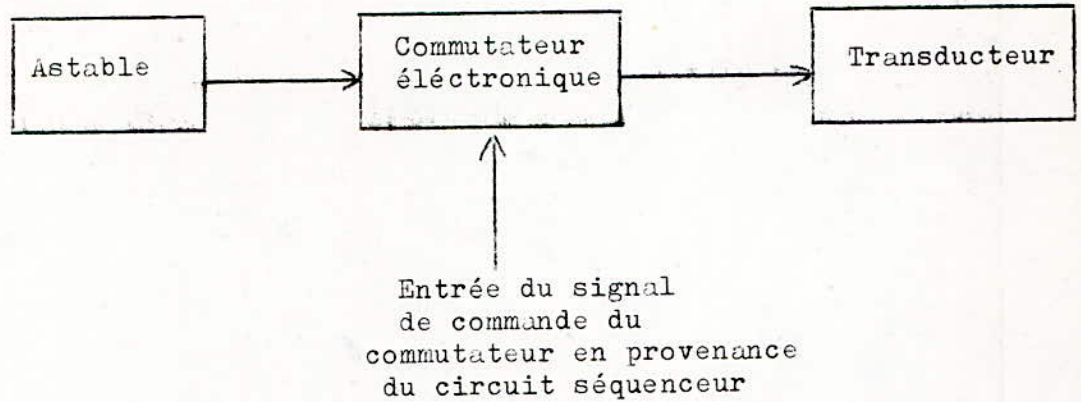 Astable
Commutateur
éléctronique
Transducteur
Entrée du signal
de commande du
commutateur en provenance
du circuit séquenceur